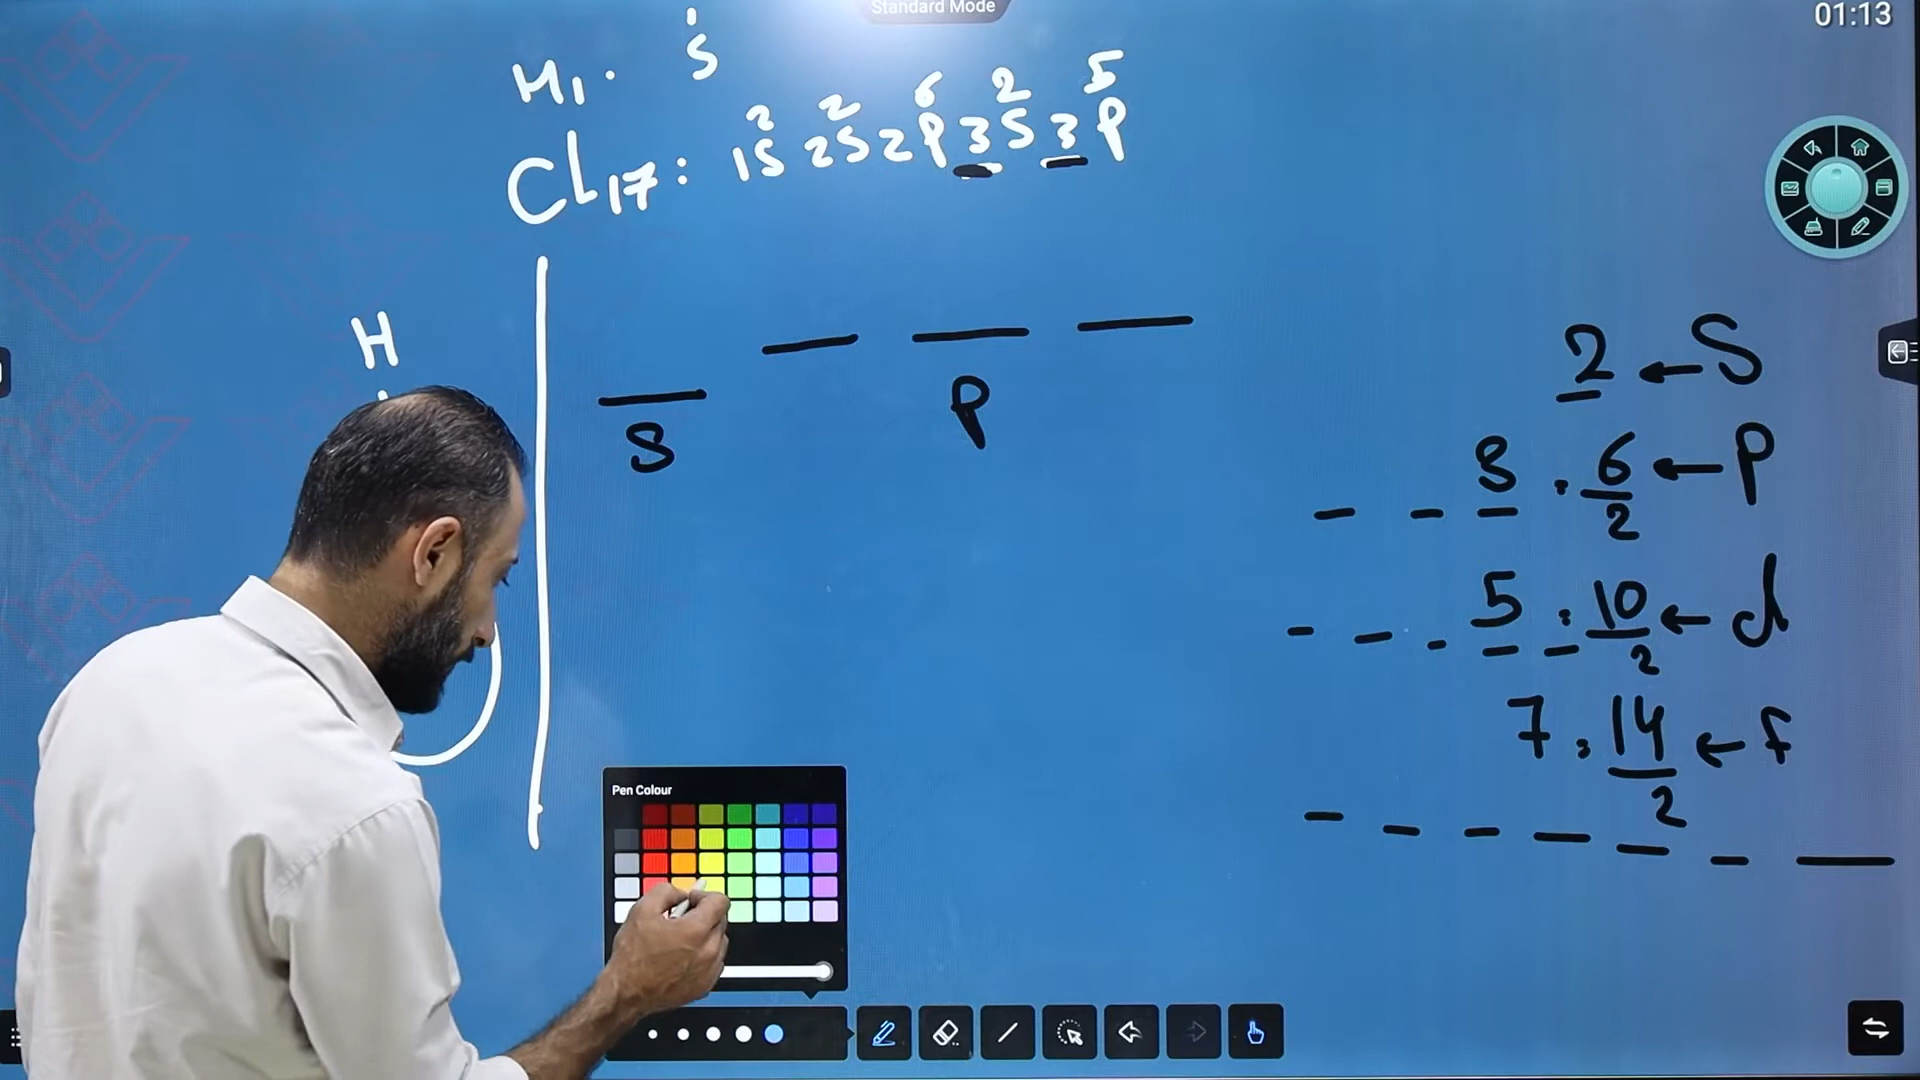 Standard Mode
01:13
H₁. s¹
Cl₁₇: 1s² 2s² 2p⁶ 3s² 3p⁵
H
S
P
2 ← S
3 : 6/2 ← P
5 : 10/2 ← d
7 : 14/2 ← f
Pen Colour